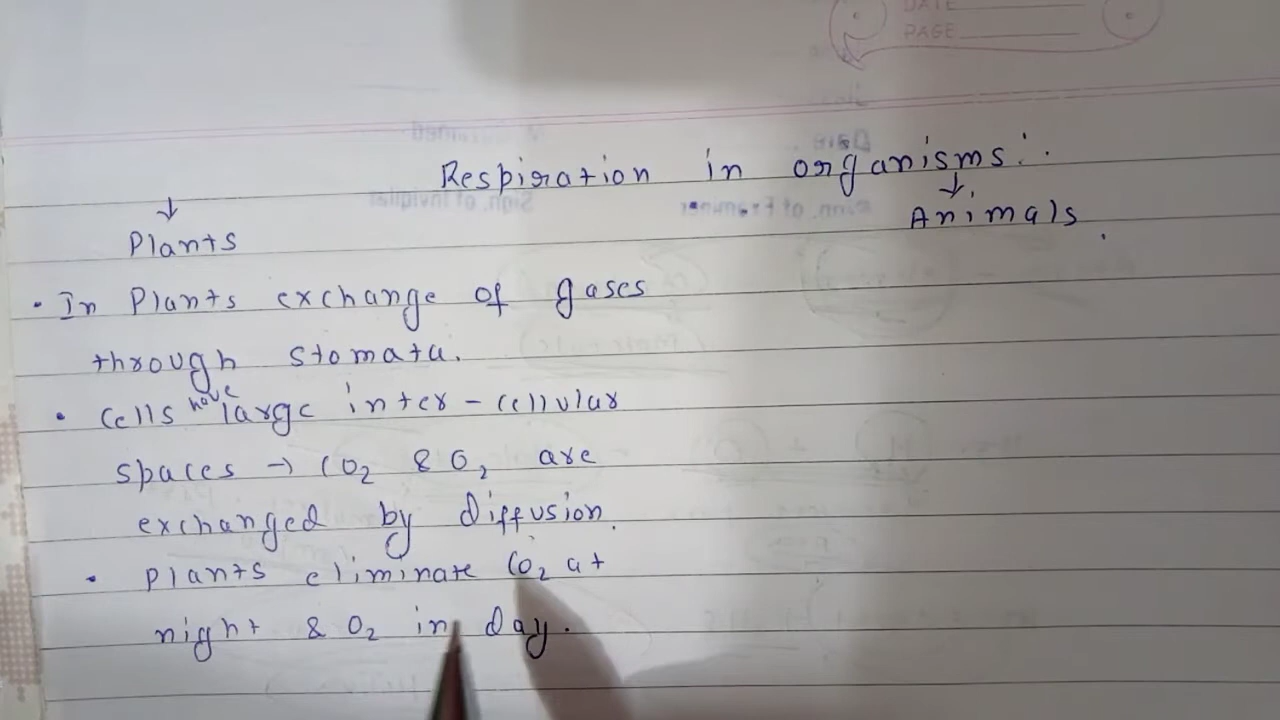 DATE
PAGE
Respiration in organisms:
↓ ↓
Plants Animals.
• In Plants exchange of gases
through stomata.
• Cells have large inter-cellular
spaces → CO₂ & O₂ are
exchanged by diffusion.
• Plants eliminate CO₂ at
night & O₂ in day.